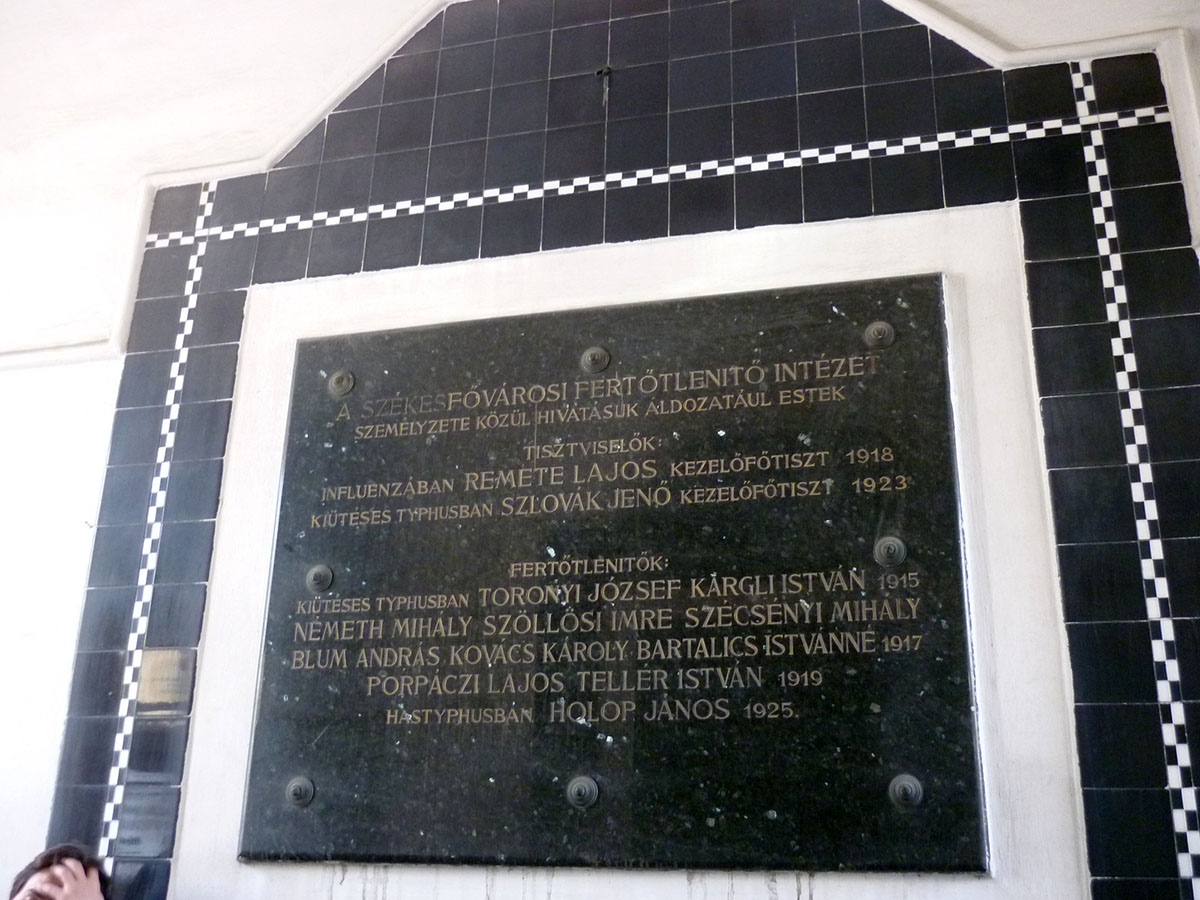 A SZÉKESFŐVÁROSI FERTŐTLENITŐ INTÉZET
SZEMÉLYZETE KÖZÜL HIVATÁSUK ÁLDOZATÁUL ESTEK
TISZTVISELŐK:
INFLUENZÁBAN REMETE LAJOS KEZELŐFŐTISZT 1918
KIÜTÉSES TYPHUSBAN SZLOVÁK JENŐ KEZELŐFŐTISZT 1923
FERTŐTLENITŐK:
KIÜTÉSES TYPHUSBAN TORONYI JÓZSEF KÁRGLI ISTVÁN 1915
NÉMETH MIHÁLY SZÖLLŐSI IMRE SZÉCSÉNYI MIHÁLY
BLUM ANDRÁS KOVÁCS KÁROLY BARTALICS ISTVÁNNÉ 1917
PORPÁCZI LAJOS TELLER ISTVÁN 1919
HASTYPHUSBAN HOLOP JÁNOS 1925.